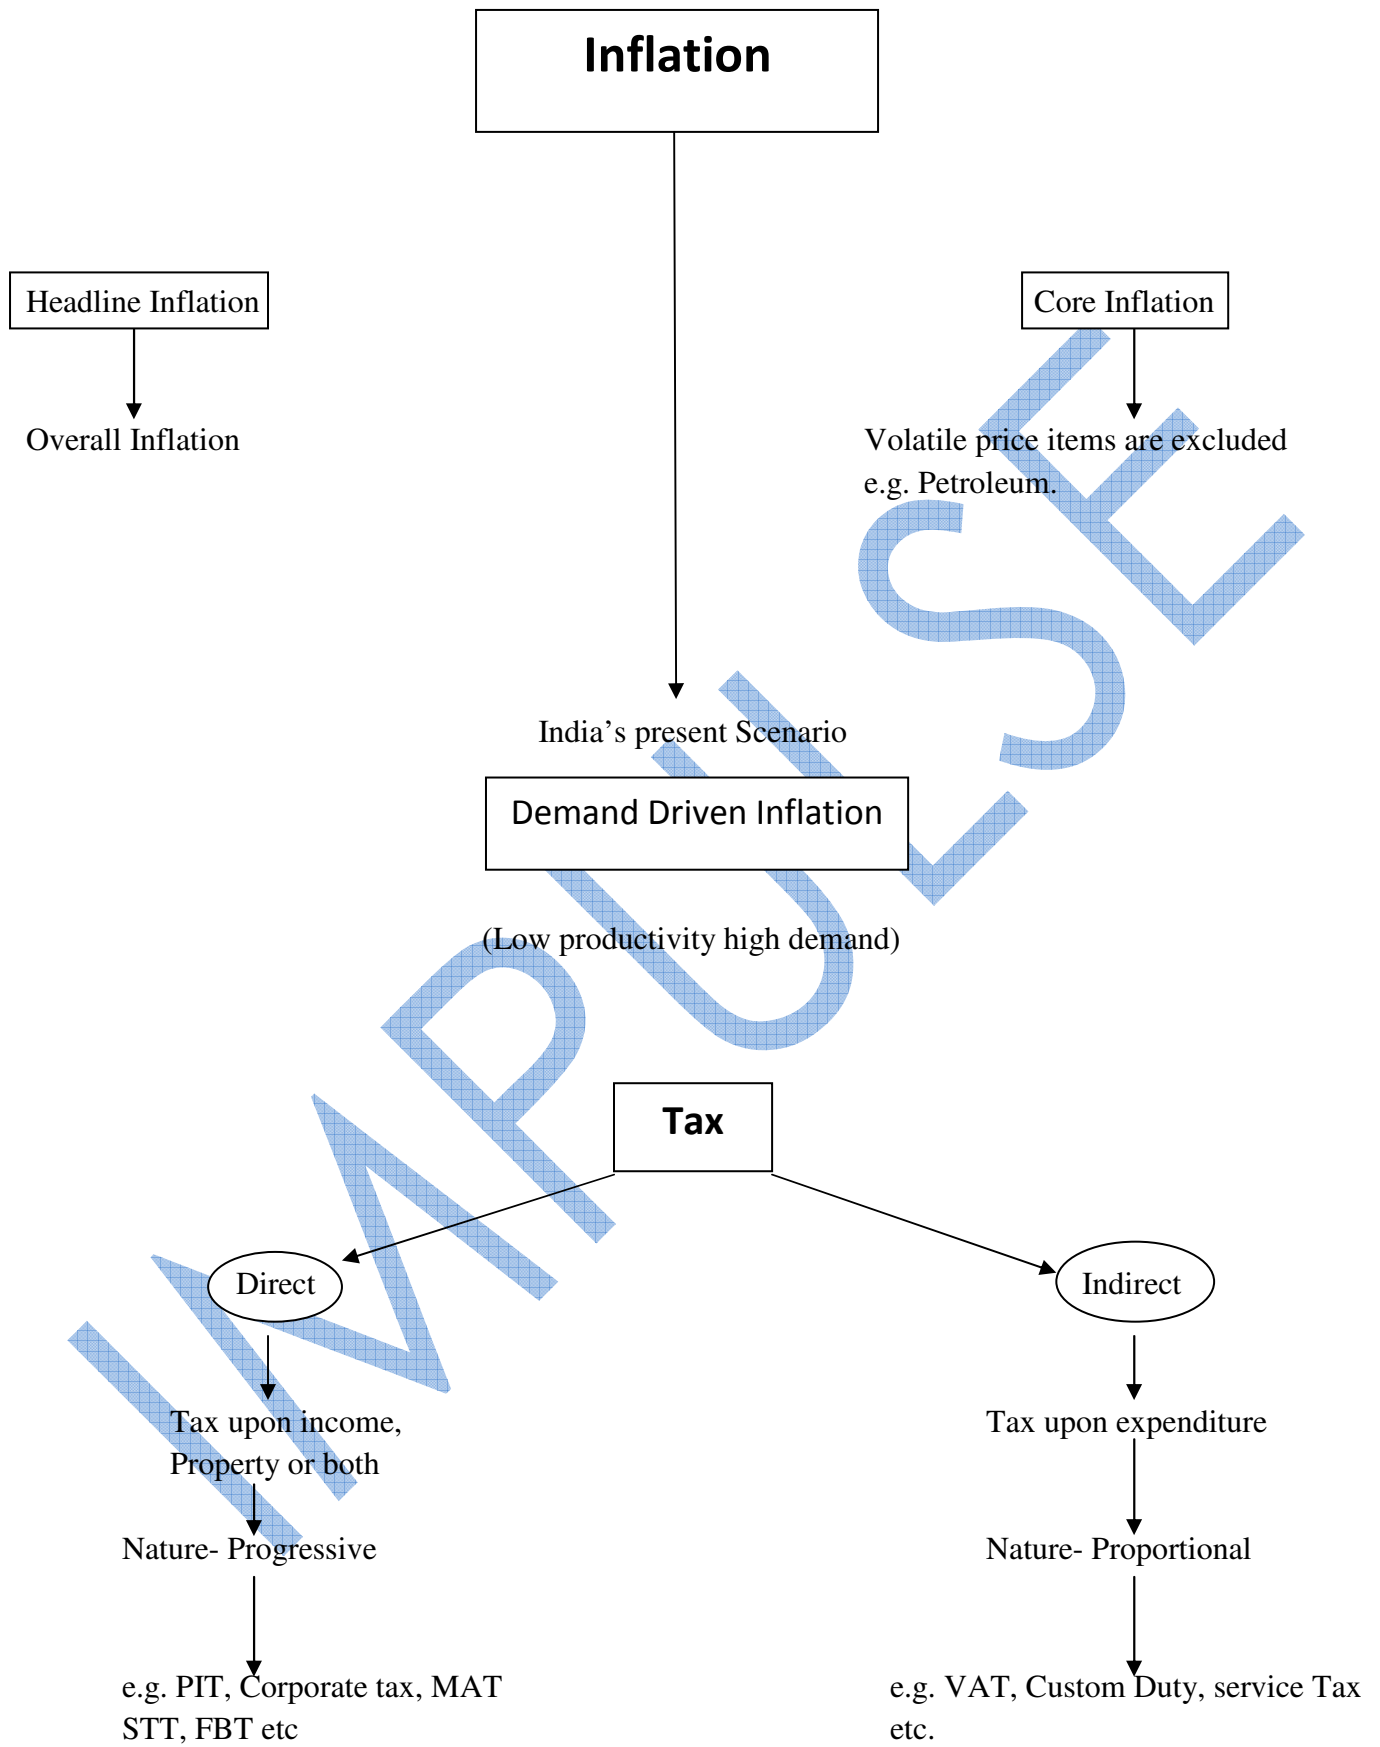 Inflation
Headline Inflation
Core Inflation
Overall Inflation
Volatile price items are excluded
e.g. Petroleum.
India’s present Scenario
Demand Driven Inflation
(Low productivity high demand)
Tax
Direct
Indirect
Tax upon income,
Property or both
Tax upon expenditure
Nature- Progressive
Nature- Proportional
e.g. PIT, Corporate tax, MAT
STT, FBT etc
e.g. VAT, Custom Duty, service Tax
etc.
IMPULSE